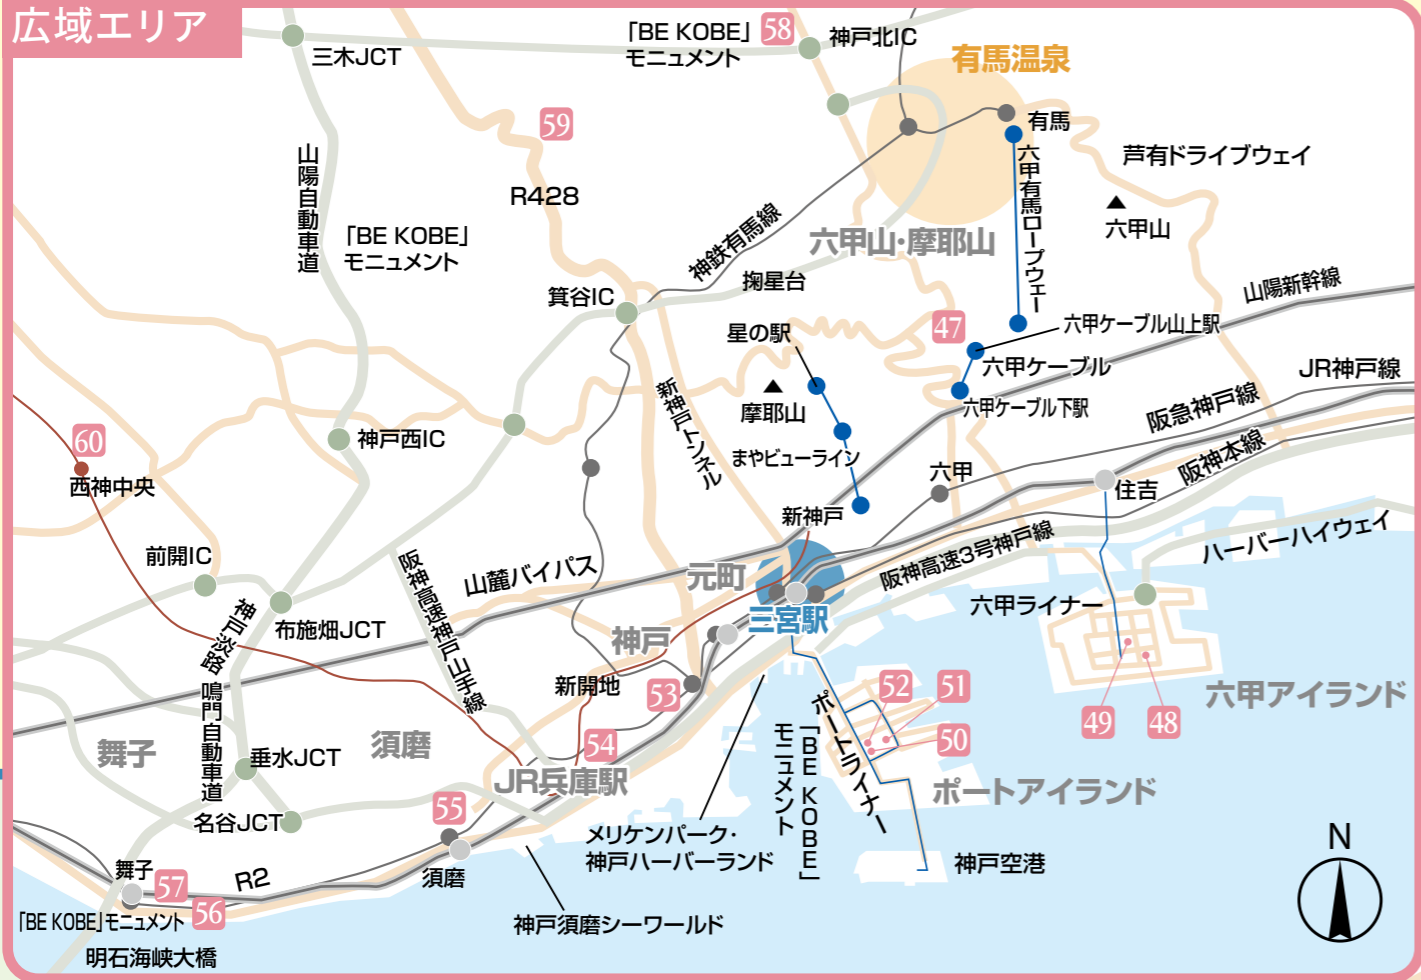 広域エリア
三木JCT
「BE KOBE」
モニュメント
58
神戸北IC
有馬温泉
59
有馬
芦有ドライブウェイ
山陽自動車道
R428
六甲有馬ロープウェー
六甲山
「BE KOBE」
モニュメント
神鉄有馬線
六甲山・摩耶山
掬星台
箕谷IC
山陽新幹線
星の駅
47
六甲ケーブル山上駅
六甲ケーブル
JR神戸線
摩耶山
六甲ケーブル下駅
新神戸トンネル
阪急神戸線
60
西神中央
神戸西IC
まやビューライン
六甲
阪神本線
住吉
新神戸
前開IC
阪神高速神戸山手線
山麓バイパス
元町
阪神高速3号神戸線
ハーバーハイウェイ
神戸淡路鳴門自動車道
布施畑JCT
神戸
三宮駅
六甲ライナー
新開地
53
52
51
50
49
48
六甲アイランド
舞子
垂水JCT
須磨
54
JR兵庫駅
ポートライナー
「BE KOBE」
モニュメント
ポートアイランド
名谷JCT
55
メリケンパーク・
神戸ハーバーランド
神戸空港
N
舞子
57
R2
須磨
「BE KOBE」モニュメント
56
神戸須磨シーワールド
明石海峡大橋